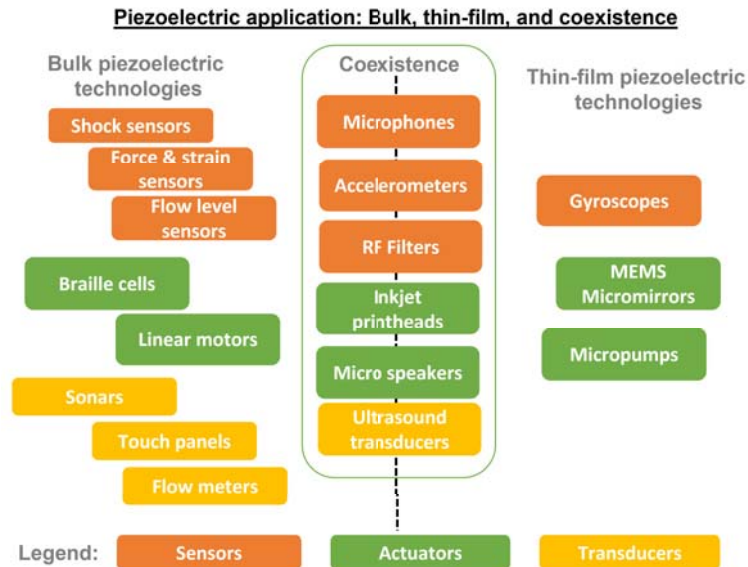 Piezoelectric application: Bulk, thin-film, and coexistence
Bulk piezoelectric
technologies
Shock sensors
Force & strain
sensors
Flow level
sensors
Braille cells
Linear motors
Sonars
Touch panels
Flow meters
Coexistence
Microphones
Accelerometers
RF Filters
Inkjet
printheads
Micro speakers
Ultrasound
transducers
Thin-film piezoelectric
technologies
Gyroscopes
MEMS
Micromirrors
Micropumps
Legend:
Sensors
Actuators
Transducers